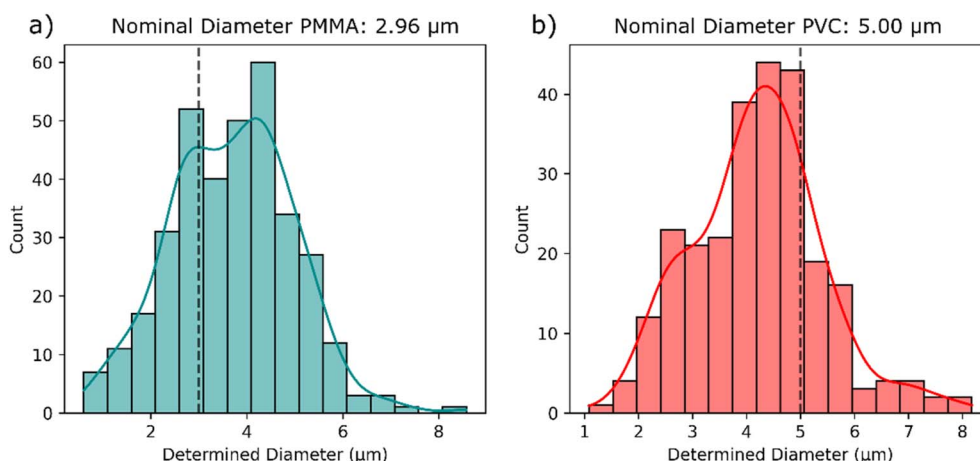 a) Nominal Diameter PMMA: 2.96 µm
60
50
40
30
20
10
0
Count
2 4 6 8
Determined Diameter (µm)
b) Nominal Diameter PVC: 5.00 µm
40
30
20
10
0
Count
1 2 3 4 5 6 7 8
Determined Diameter (µm)